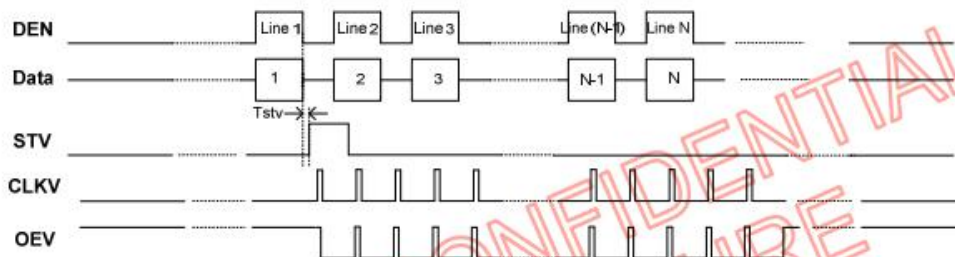 DEN
Line 1
Line 2
Line 3
Line (N-1)
Line N
Data
1
2
3
N-1
N
Tstv
STV
CLKV
OEV
CONFIDENTIAL